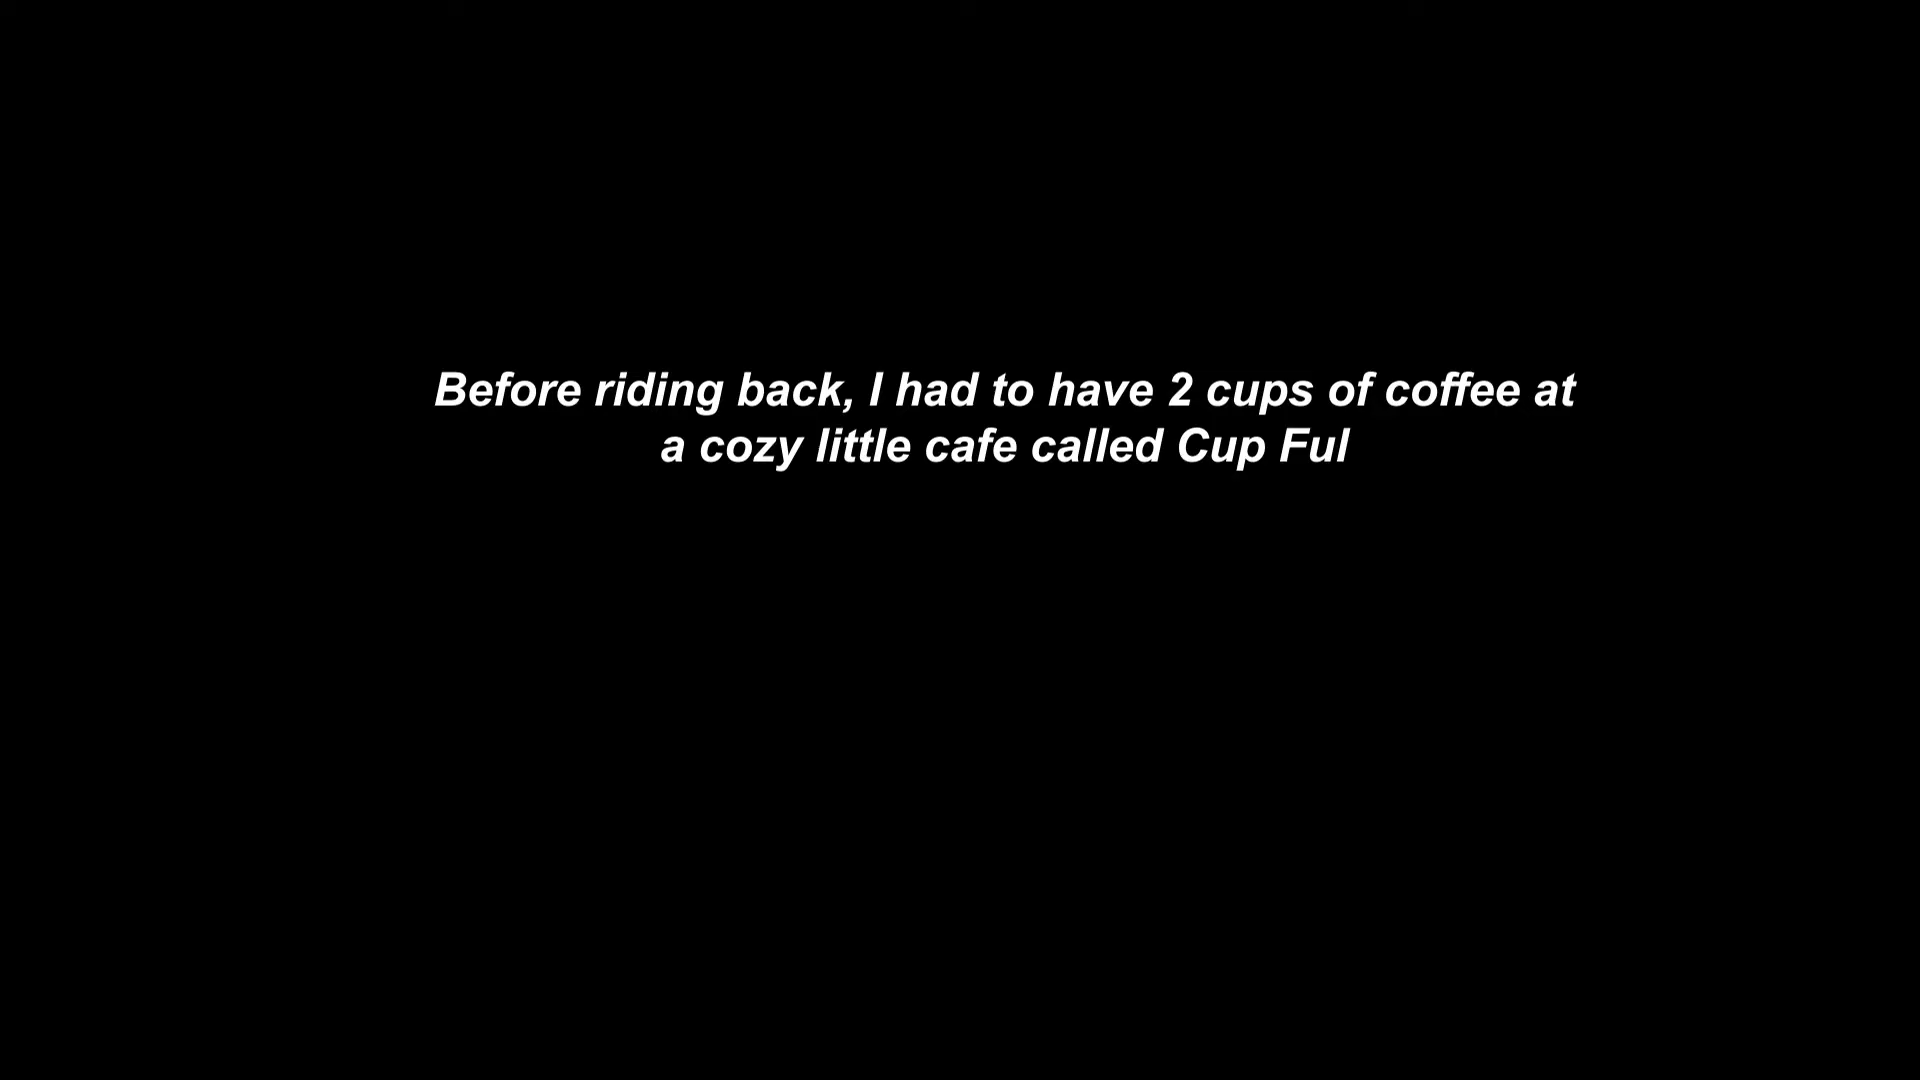 Before riding back, I had to have 2 cups of coffee at
a cozy little cafe called Cup Ful